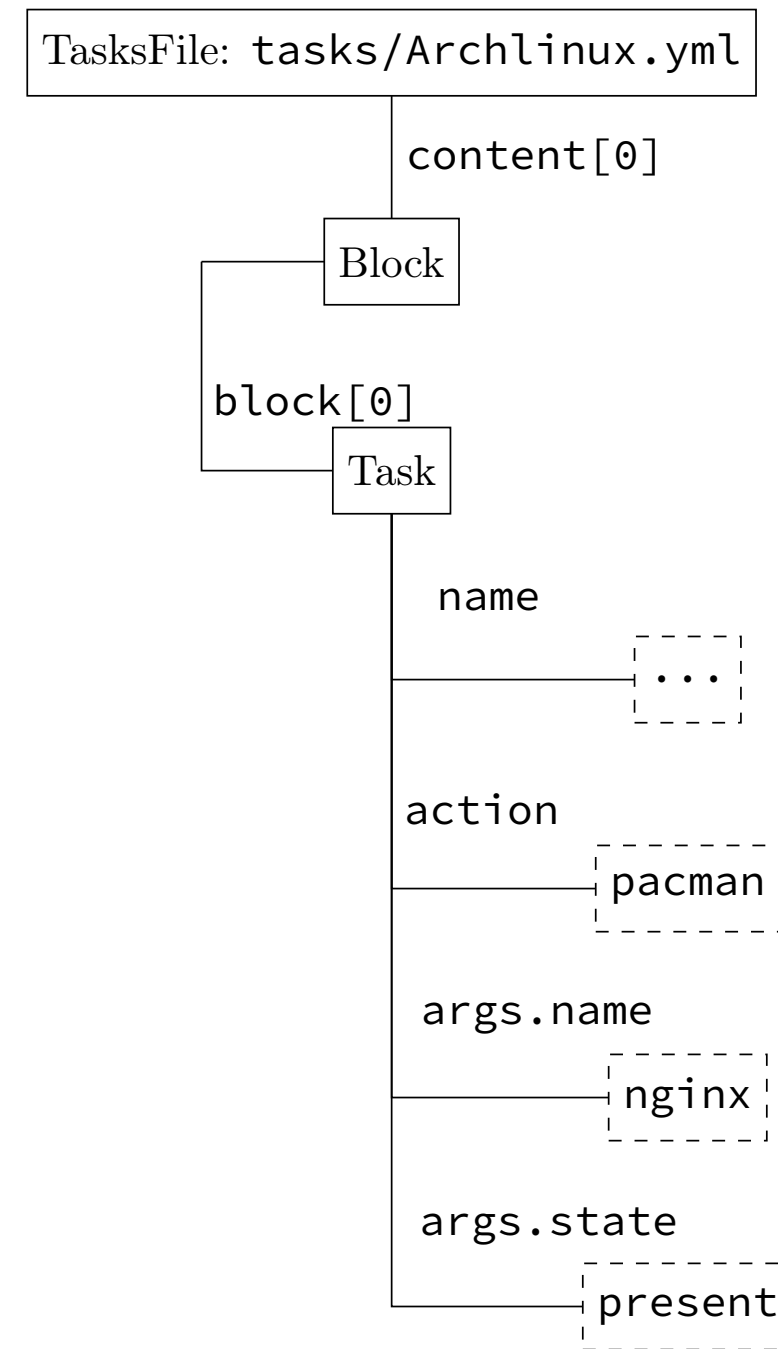 TasksFile: tasks/Archlinux.yml
content[0]
Block
block[0]
Task
name
...
action
pacman
args.name
nginx
args.state
present